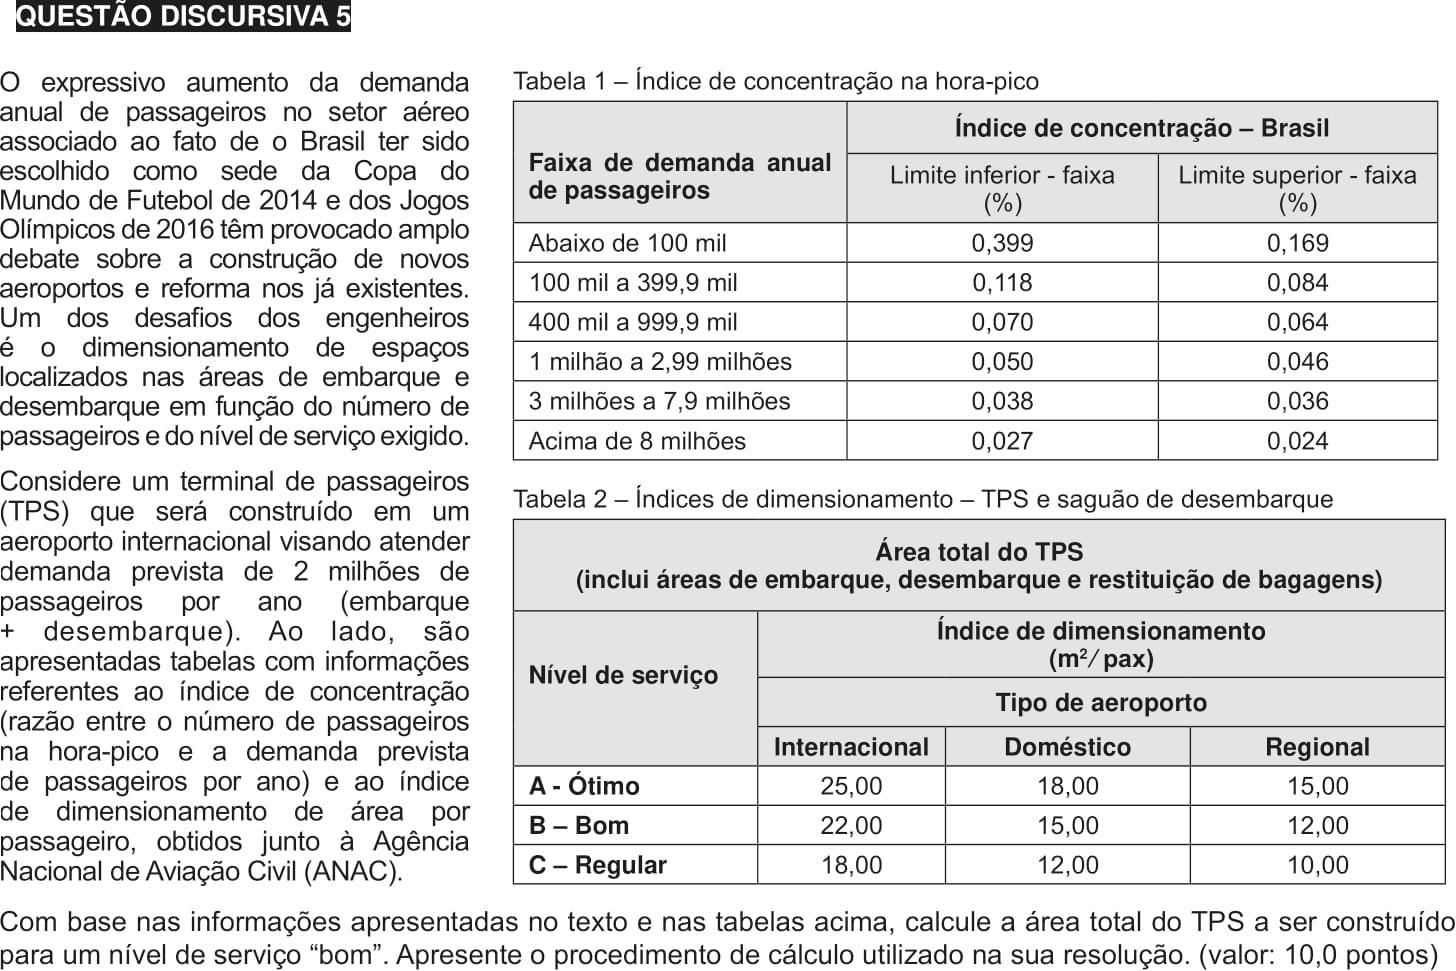 QUESTÃO DISCURSIVA 5
O expressivo aumento da demanda
anual de passageiros no setor aéreo
associado ao fato de o Brasil ter sido
escolhido como sede da Copa do
Mundo de Futebol de 2014 e dos Jogos
Olímpicos de 2016 têm provocado amplo
debate sobre a construção de novos
aeroportos e reforma nos já existentes.
Um dos desafios dos engenheiros
é o dimensionamento de espaços
localizados nas áreas de embarque e
desembarque em função do número de
passageiros e do nível de serviço exigido.
Considere um terminal de passageiros
(TPS) que será construído em um
aeroporto internacional visando atender
demanda prevista de 2 milhões de
passageiros por ano (embarque
+ desembarque). Ao lado, são
apresentadas tabelas com informações
referentes ao índice de concentração
(razão entre o número de passageiros
na hora-pico e a demanda prevista
de passageiros por ano) e ao índice
de dimensionamento de área por
passageiro, obtidos junto à Agência
Nacional de Aviação Civil (ANAC).
Tabela 1 – Índice de concentração na hora-pico
Faixa de demanda anual
de passageiros
Índice de concentração – Brasil
Limite inferior - faixa
(%)
Limite superior - faixa
(%)
Abaixo de 100 mil 0,399 0,169
100 mil a 399,9 mil 0,118 0,084
400 mil a 999,9 mil 0,070 0,064
1 milhão a 2,99 milhões 0,050 0,046
3 milhões a 7,9 milhões 0,038 0,036
Acima de 8 milhões 0,027 0,024
Tabela 2 – Índices de dimensionamento – TPS e saguão de desembarque
Área total do TPS
(inclui áreas de embarque, desembarque e restituição de bagagens)
Nível de serviço
Índice de dimensionamento
(m²/ pax)
Tipo de aeroporto
Internacional Doméstico Regional
A - Ótimo 25,00 18,00 15,00
B – Bom 22,00 15,00 12,00
C – Regular 18,00 12,00 10,00
Com base nas informações apresentadas no texto e nas tabelas acima, calcule a área total do TPS a ser construído
para um nível de serviço “bom”. Apresente o procedimento de cálculo utilizado na sua resolução. (valor: 10,0 pontos)